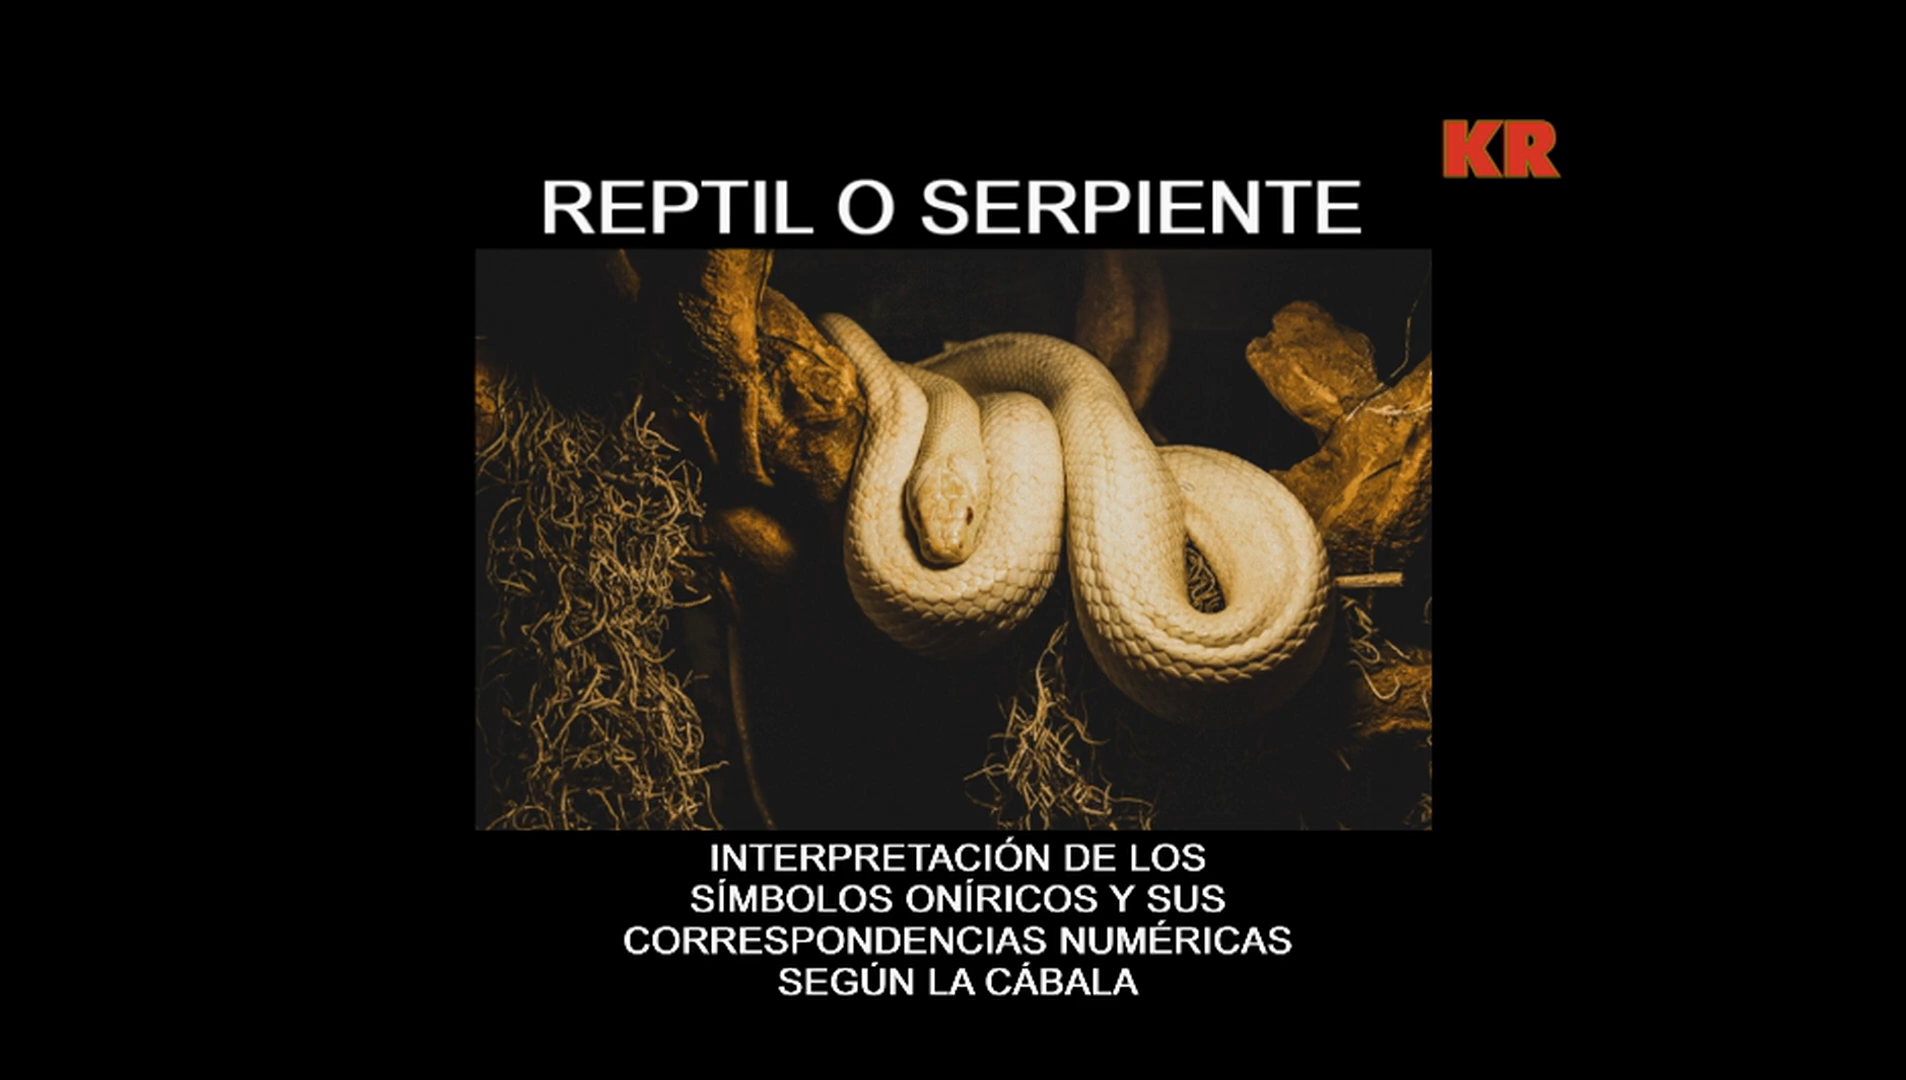 KR
REPTIL O SERPIENTE
INTERPRETACIÓN DE LOS
SÍMBOLOS ONÍRICOS Y SUS
CORRESPONDENCIAS NUMÉRICAS
SEGÚN LA CÁBALA